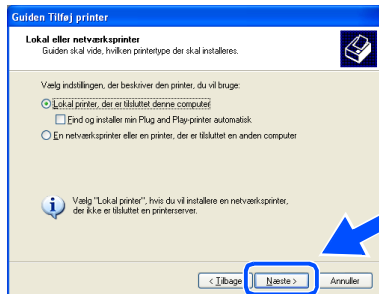 Guiden Tilføj printer
Lokal eller netværksprinter
Guiden skal vide, hvilken printertype der skal installeres.
Vælg indstillingen, der beskriver den printer, du vil bruge:
Lokal printer, der er tilsluttet denne computer
Find og installer min Plug and Play-printer automatisk
En netværksprinter eller en printer, der er tilsluttet en anden computer
Vælg "Lokal printer", hvis du vil installere en netværksprinter,
der ikke er tilsluttet en printerserver.
< Tilbage
Næste >
Annuller